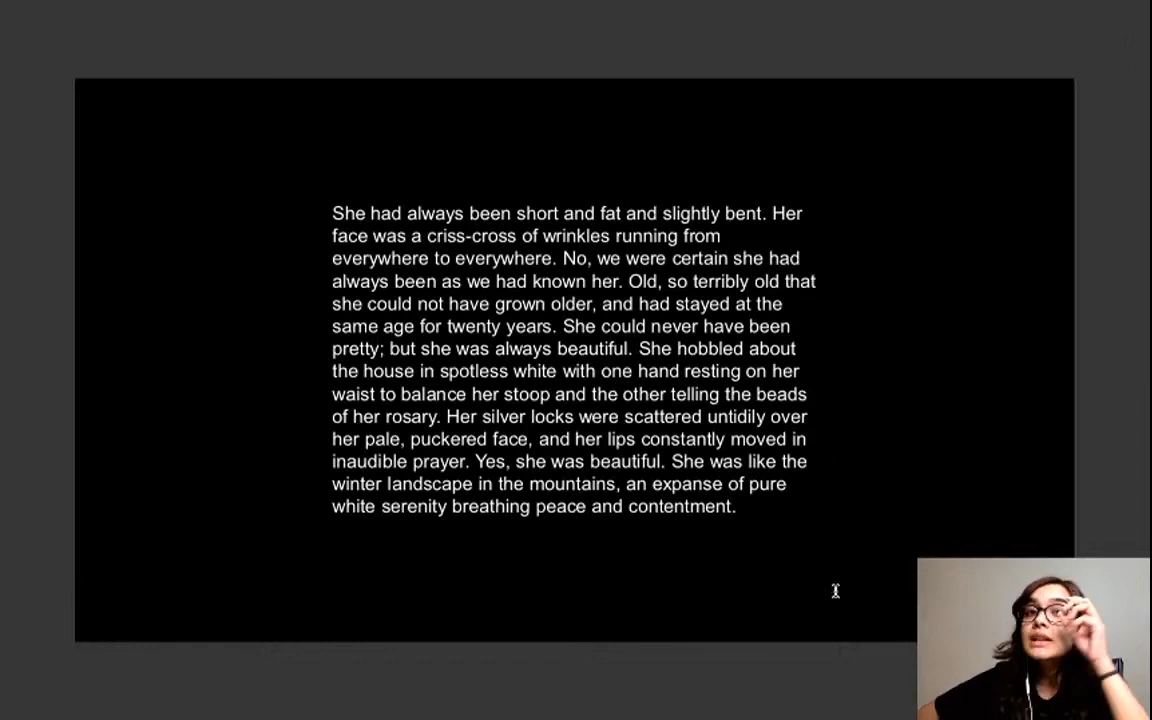 She had always been short and fat and slightly bent. Her
face was a criss-cross of wrinkles running from
everywhere to everywhere. No, we were certain she had
always been as we had known her. Old, so terribly old that
she could not have grown older, and had stayed at the
same age for twenty years. She could never have been
pretty; but she was always beautiful. She hobbled about
the house in spotless white with one hand resting on her
waist to balance her stoop and the other telling the beads
of her rosary. Her silver locks were scattered untidily over
her pale, puckered face, and her lips constantly moved in
inaudible prayer. Yes, she was beautiful. She was like the
winter landscape in the mountains, an expanse of pure
white serenity breathing peace and contentment.